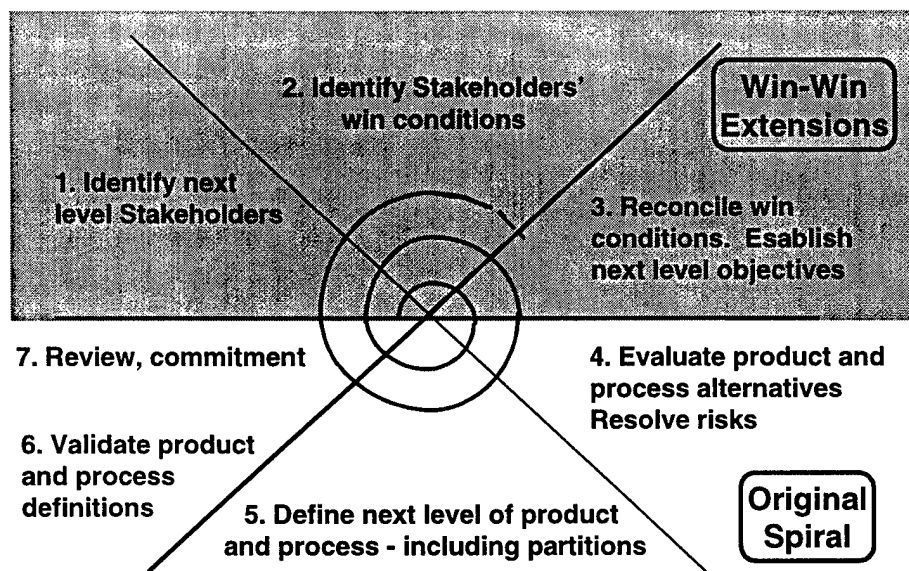 2. Identify Stakeholders'
win conditions
Win-Win
Extensions
1. Identify next
level Stakeholders
3. Reconcile win
conditions. Esablish
next level objectives
7. Review, commitment
4. Evaluate product and
process alternatives
Resolve risks
6. Validate product
and process
definitions
5. Define next level of product
and process - including partitions
Original
Spiral